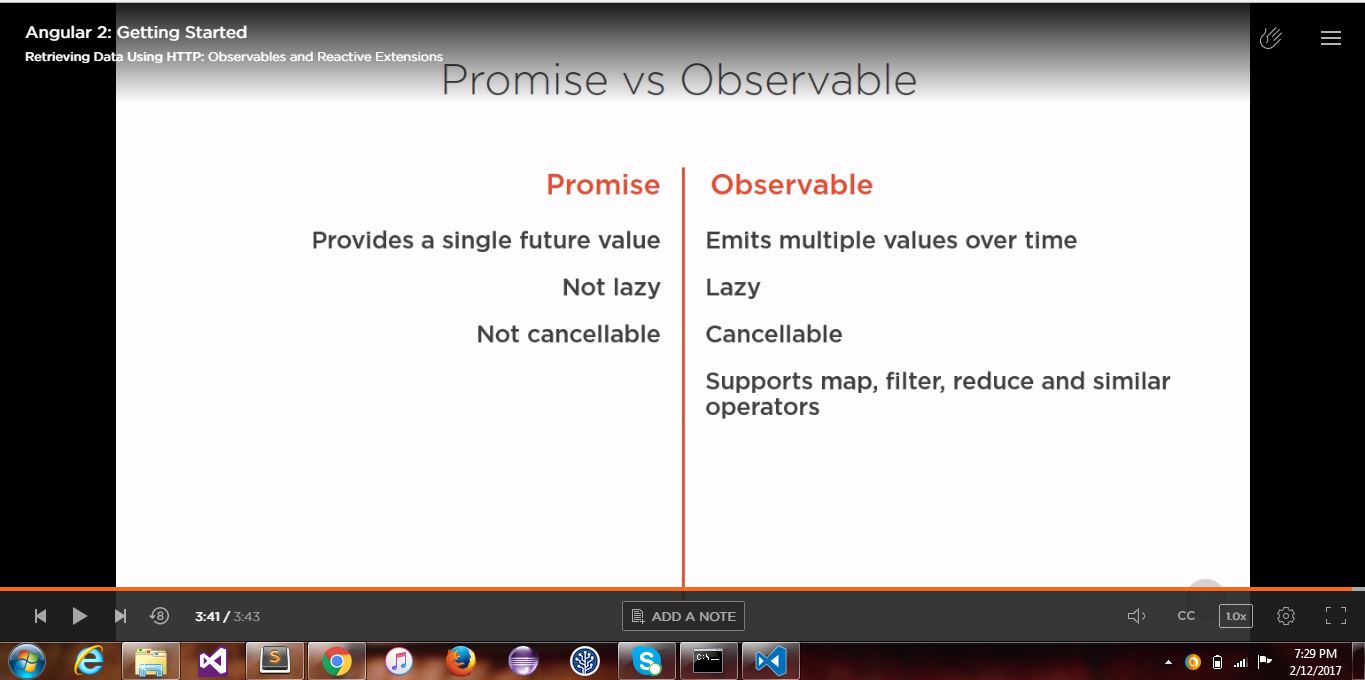 Angular 2: Getting Started
Retrieving Data Using HTTP: Observables and Reactive Extensions
Promise vs Observable
Promise
Observable
Provides a single future value
Emits multiple values over time
Not lazy
Lazy
Not cancellable
Cancellable
Supports map, filter, reduce and similar
operators
8
3:41 / 3:43
ADD A NOTE
CC
1.0x
S
C:\_
S
7:29 PM
2/12/2017